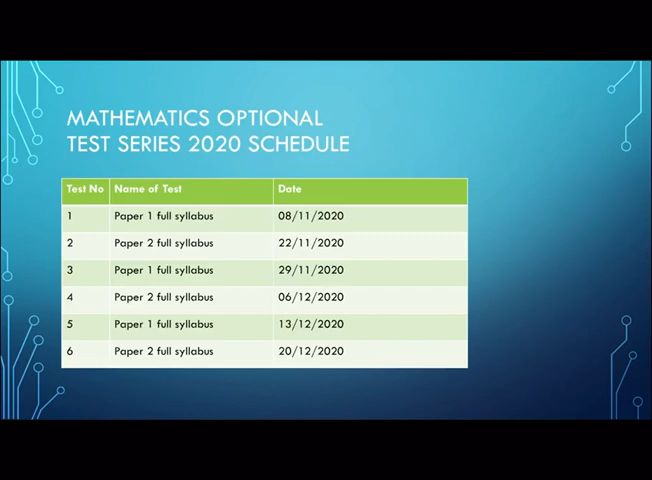 MATHEMATICS OPTIONAL
TEST SERIES 2020 SCHEDULE
Test No Name of Test Date
1 Paper 1 full syllabus 08/11/2020
2 Paper 2 full syllabus 22/11/2020
3 Paper 1 full syllabus 29/11/2020
4 Paper 2 full syllabus 06/12/2020
5 Paper 1 full syllabus 13/12/2020
6 Paper 2 full syllabus 20/12/2020